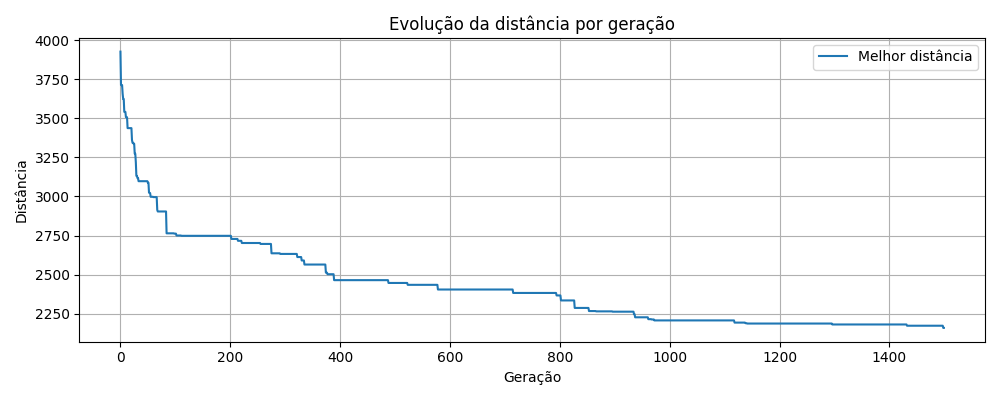 Evolução da distância por geração
4000
3750
3500
3250
3000
2750
2500
2250
Distância
Melhor distância
0 200 400 600 800 1000 1200 1400
Geração